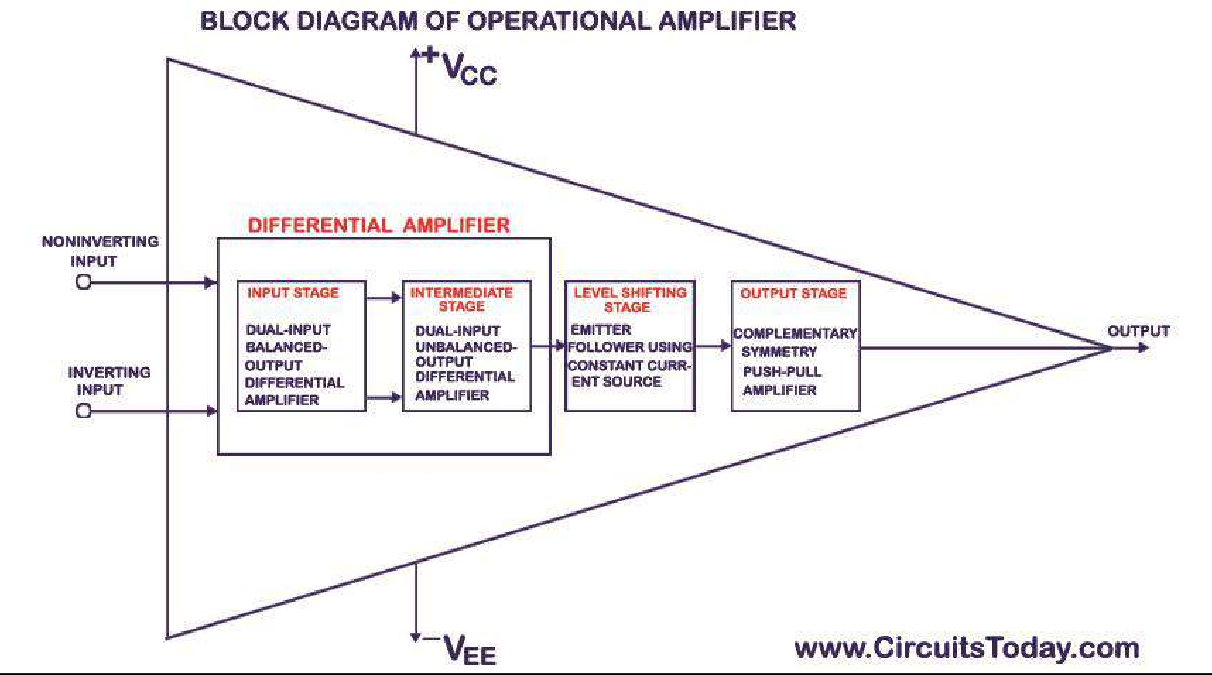 BLOCK DIAGRAM OF OPERATIONAL AMPLIFIER
+VCC
DIFFERENTIAL AMPLIFIER
NONINVERTING
INPUT
INVERTING
INPUT
INPUT STAGE
DUAL-INPUT
BALANCED-
OUTPUT
DIFFERENTIAL
AMPLIFIER
INTERMEDIATE
STAGE
DUAL-INPUT
UNBALANCED-
OUTPUT
DIFFERENTIAL
AMPLIFIER
LEVEL SHIFTING
STAGE
EMITTER
FOLLOWER USING
CONSTANT CURR-
ENT SOURCE
OUTPUT STAGE
COMPLEMENTARY
SYMMETRY
PUSH-PULL
AMPLIFIER
OUTPUT
-VEE
www.CircuitsToday.com